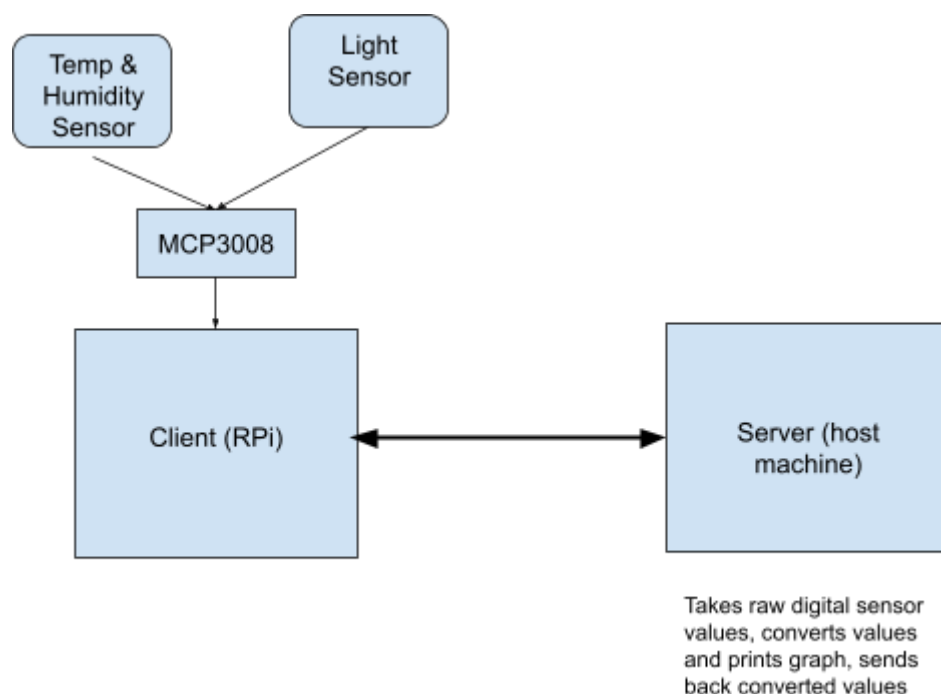 Temp &
Humidity
Sensor
Light
Sensor
MCP3008
Client (RPi)
Server (host
machine)
Takes raw digital sensor
values, converts values
and prints graph, sends
back converted values